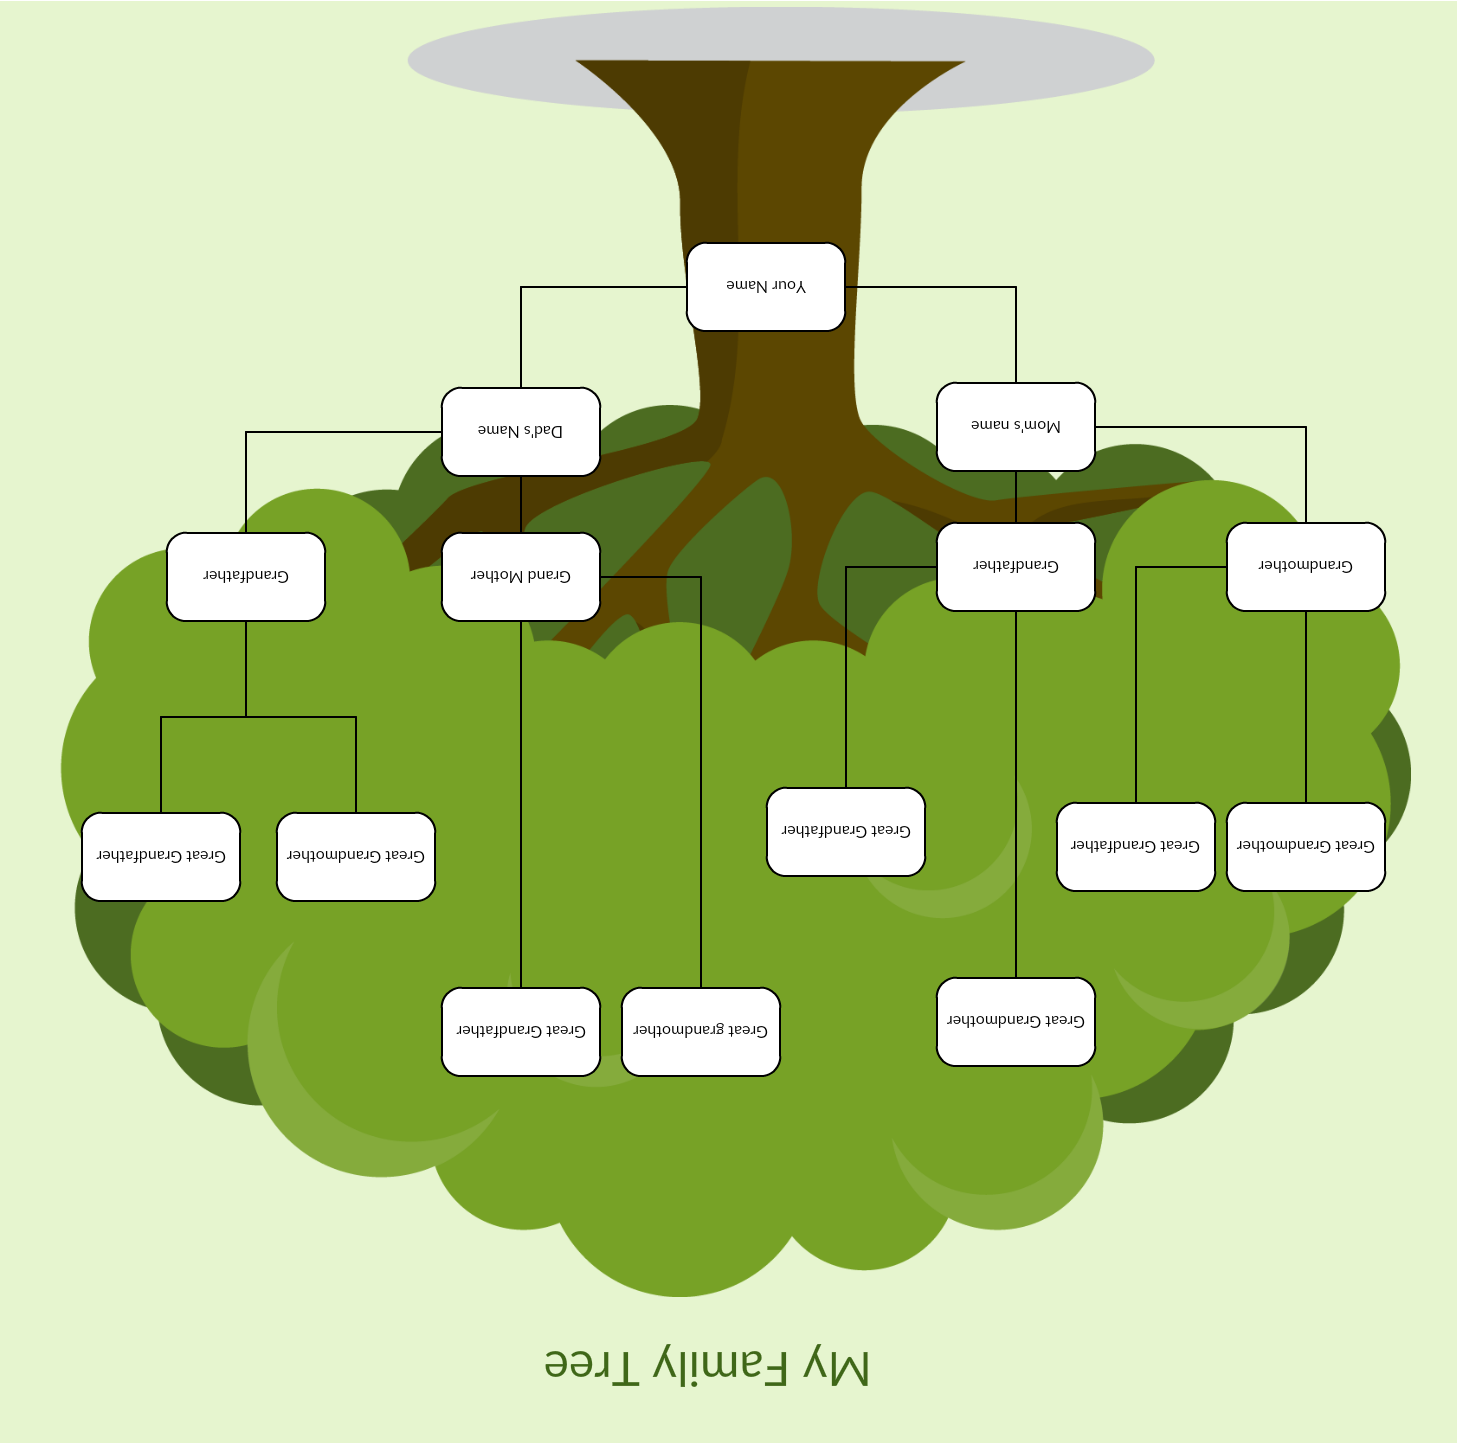 My Family Tree
Great Grandmother
Great grandmother
Great Grandfather
Great Grandmother
Great Grandfather
Great Grandfather
Great Grandmother
Great Grandfather
Grandmother
Grandfather
Grand Mother
Grandfather
Mom's name
Dad's Name
Your Name